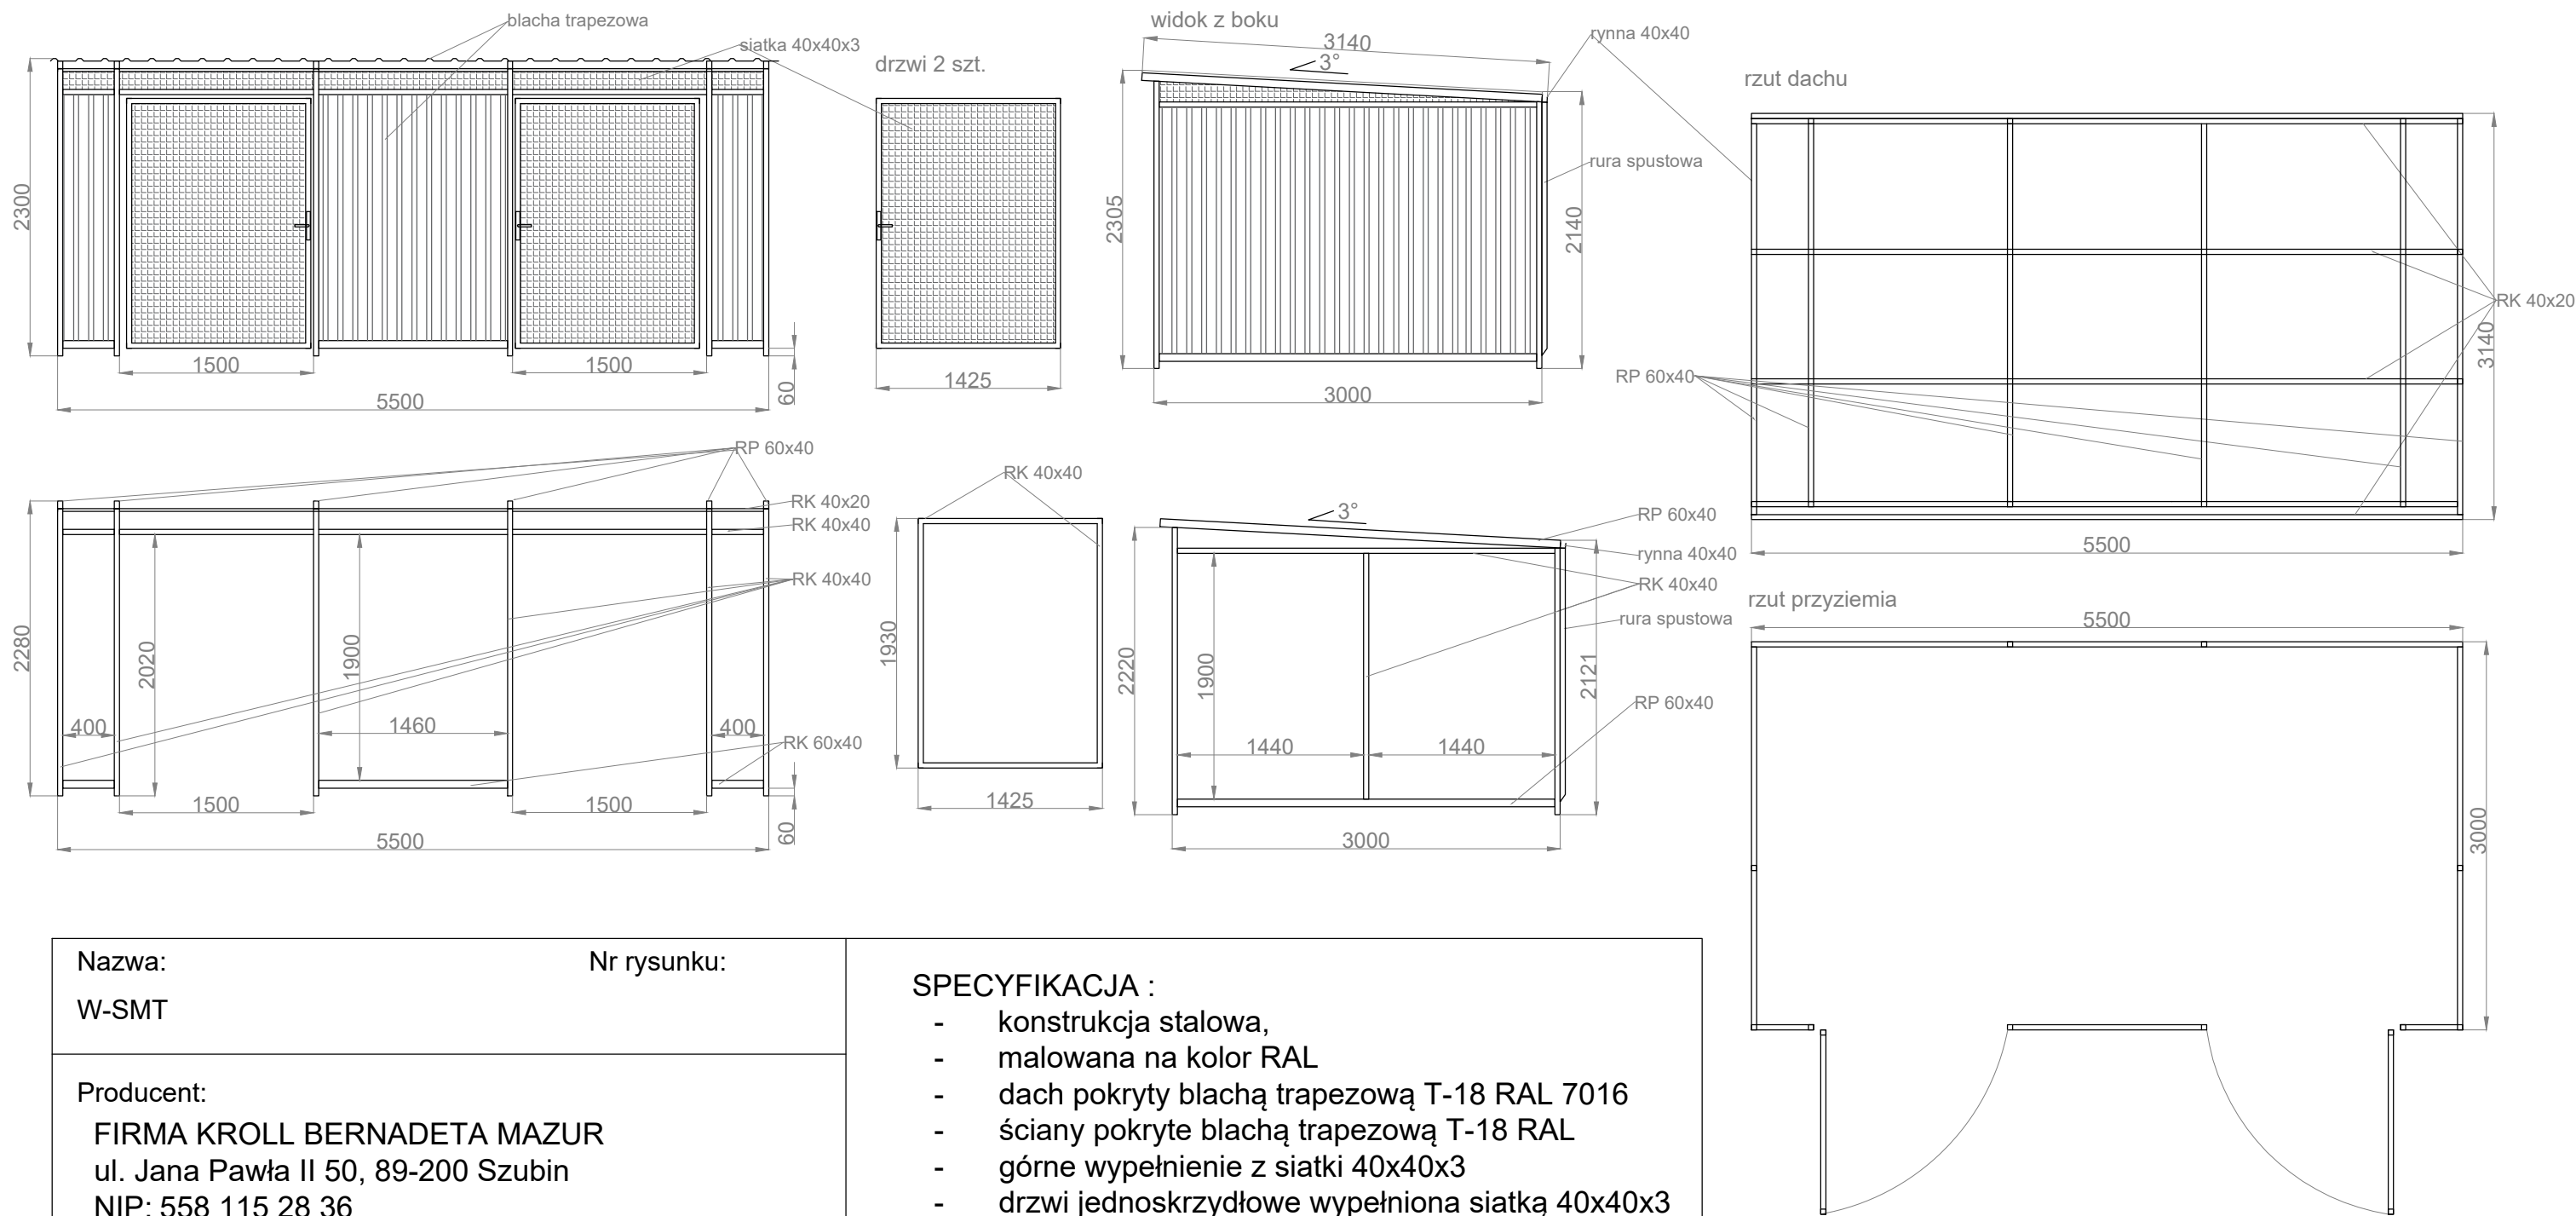 blacha trapezowa
siatka 40x40x3
2300
1500
1500
60
5500
drzwi 2 szt.
1425
widok z boku
3140
3°
rynna 40x40
rura spustowa
2305
2140
3000
rzut dachu
RK 40x20
3140
RP 60x40
5500
RP 60x40
RK 40x20
RK 40x40
RK 40x40
2280
2020
1900
400
1460
400
RK 60x40
1500
1500
60
5500
RK 40x40
1930
1425
3°
RP 60x40
rynna 40x40
RK 40x40
rura spustowa
2220
1900
2121
RP 60x40
1440
1440
3000
rzut przyziemia
5500
3000
Nazwa:
Nr rysunku:
W-SMT
Producent:
FIRMA KROLL BERNADETA MAZUR
ul. Jana Pawła II 50, 89-200 Szubin
NIP: 558 115 28 36
SPECYFIKACJA :
- konstrukcja stalowa,
- malowana na kolor RAL
- dach pokryty blachą trapezową T-18 RAL 7016
- ściany pokryte blachą trapezową T-18 RAL
- górne wypełnienie z siatki 40x40x3
- drzwi jednoskrzydłowe wypełniona siatką 40x40x3